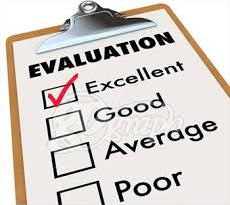 EVALUATION
Excellent
Good
Average
Poor